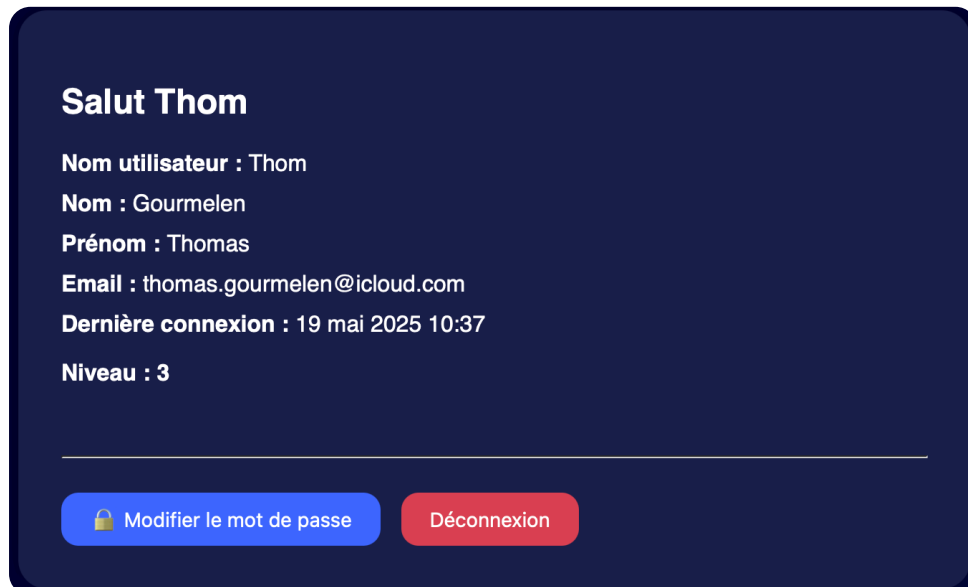 Salut Thom
Nom utilisateur : Thom
Nom : Gourmelen
Prénom : Thomas
Email : thomas.gourmelen@icloud.com
Dernière connexion : 19 mai 2025 10:37
Niveau : 3
🔒 Modifier le mot de passe
Déconnexion